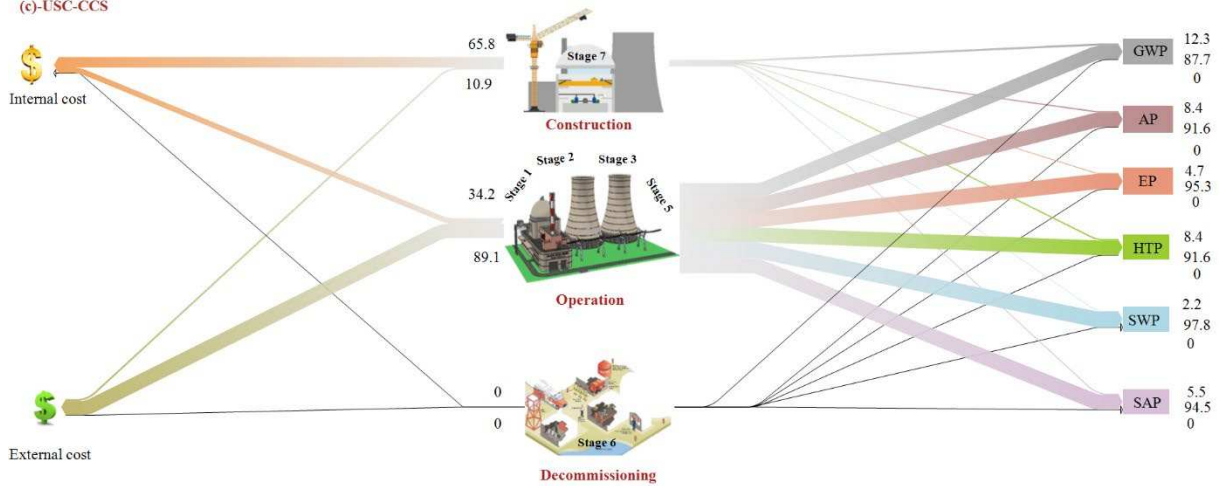 (c)-USC-CCS
$
Internal cost
65.8
10.9
Stage 7
Construction
34.2
89.1
Stage 1
Stage 2
Stage 3
Stage 5
Operation
$
External cost
0
0
Stage 6
Decommissioning
GWP
12.3
87.7
0
AP
8.4
91.6
0
EP
4.7
95.3
0
HTP
8.4
91.6
0
SWP
2.2
97.8
0
SAP
5.5
94.5
0